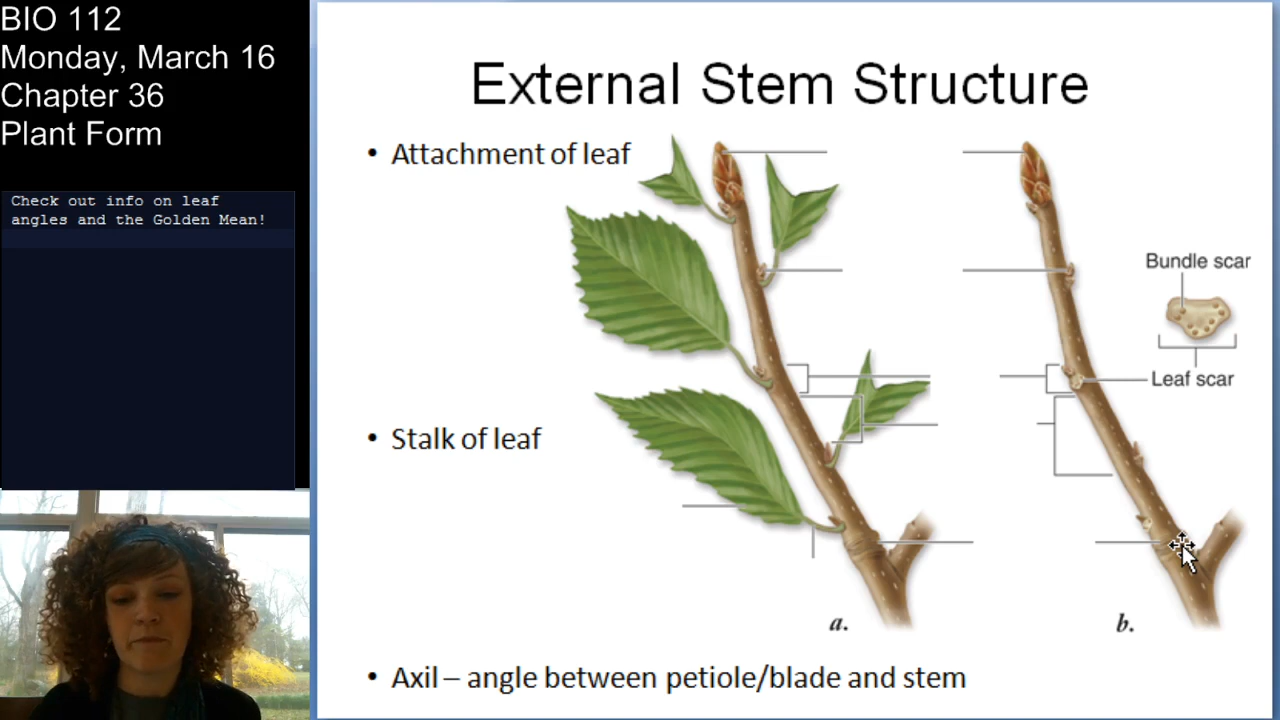 BIO 112
Monday, March 16
Chapter 36
Plant Form
Check out info on leaf
angles and the Golden Mean!
External Stem Structure
• Attachment of leaf
• Stalk of leaf
• Axil – angle between petiole/blade and stem
Bundle scar
Leaf scar
a.
b.